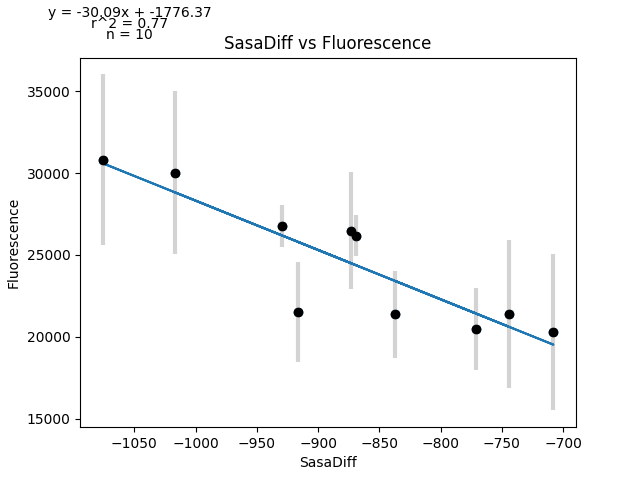 y = -30.09x + -1776.37
r^2 = 0.77
n = 10
SasaDiff vs Fluorescence
35000
30000
25000
20000
15000
Fluorescence
−1050 −1000 −950 −900 −850 −800 −750 −700
SasaDiff